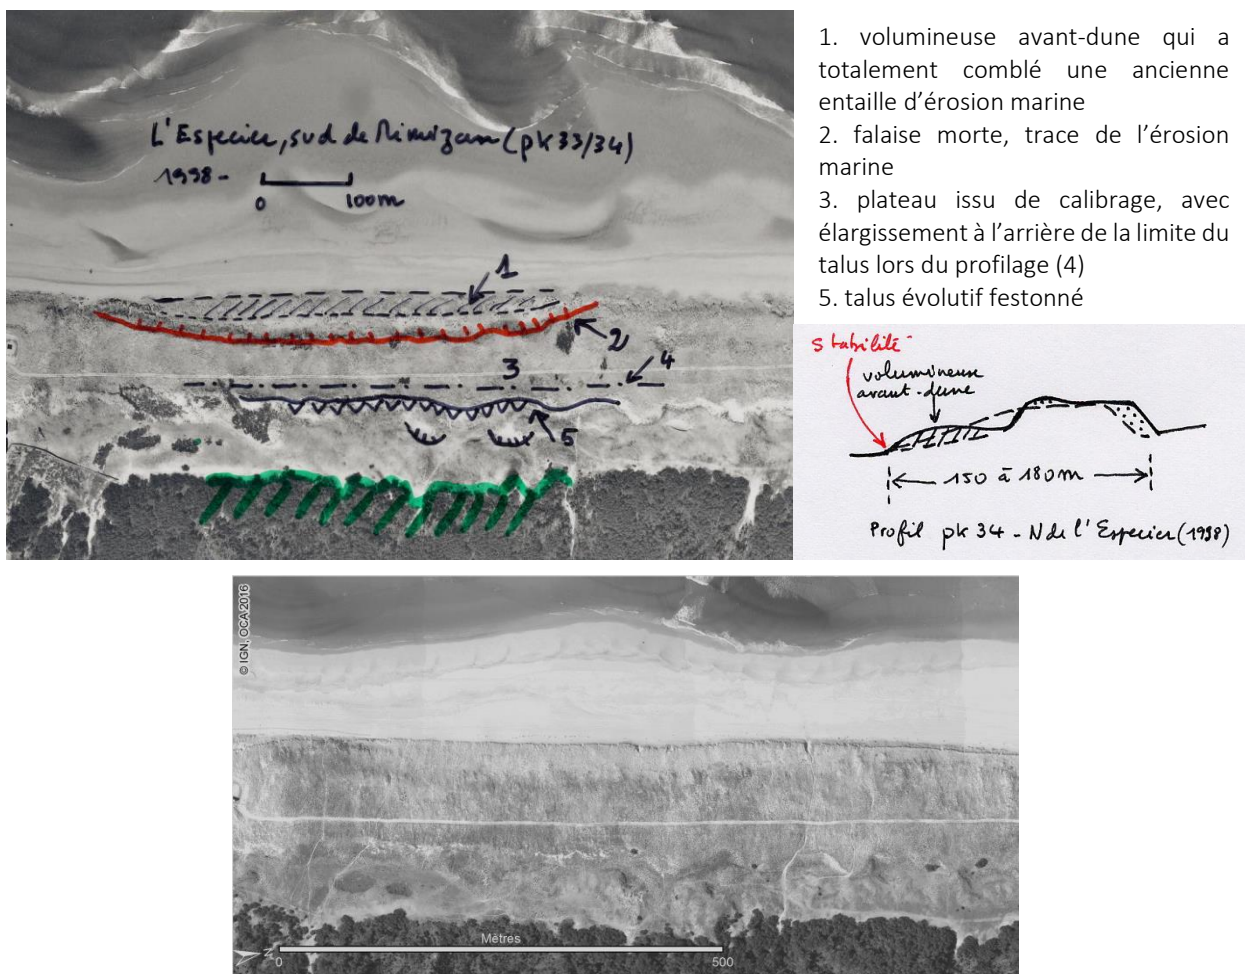 L'Especier, sud de Mimizan (pk 33/34)
1998 -
0 100m
1
2
3
4
5
1. volumineuse avant-dune qui a
totalement comblé une ancienne
entaille d’érosion marine
2. falaise morte, trace de l’érosion
marine
3. plateau issu de calibrage, avec
élargissement à l’arrière de la limite du
talus lors du profilage (4)
5. talus évolutif festonné
Stabilité
volumineuse
avant-dune
150 à 180m
Profil pk 34 - N de l'Especier (1998)
© IGN, OCA 2016
N
Mètres
0 500